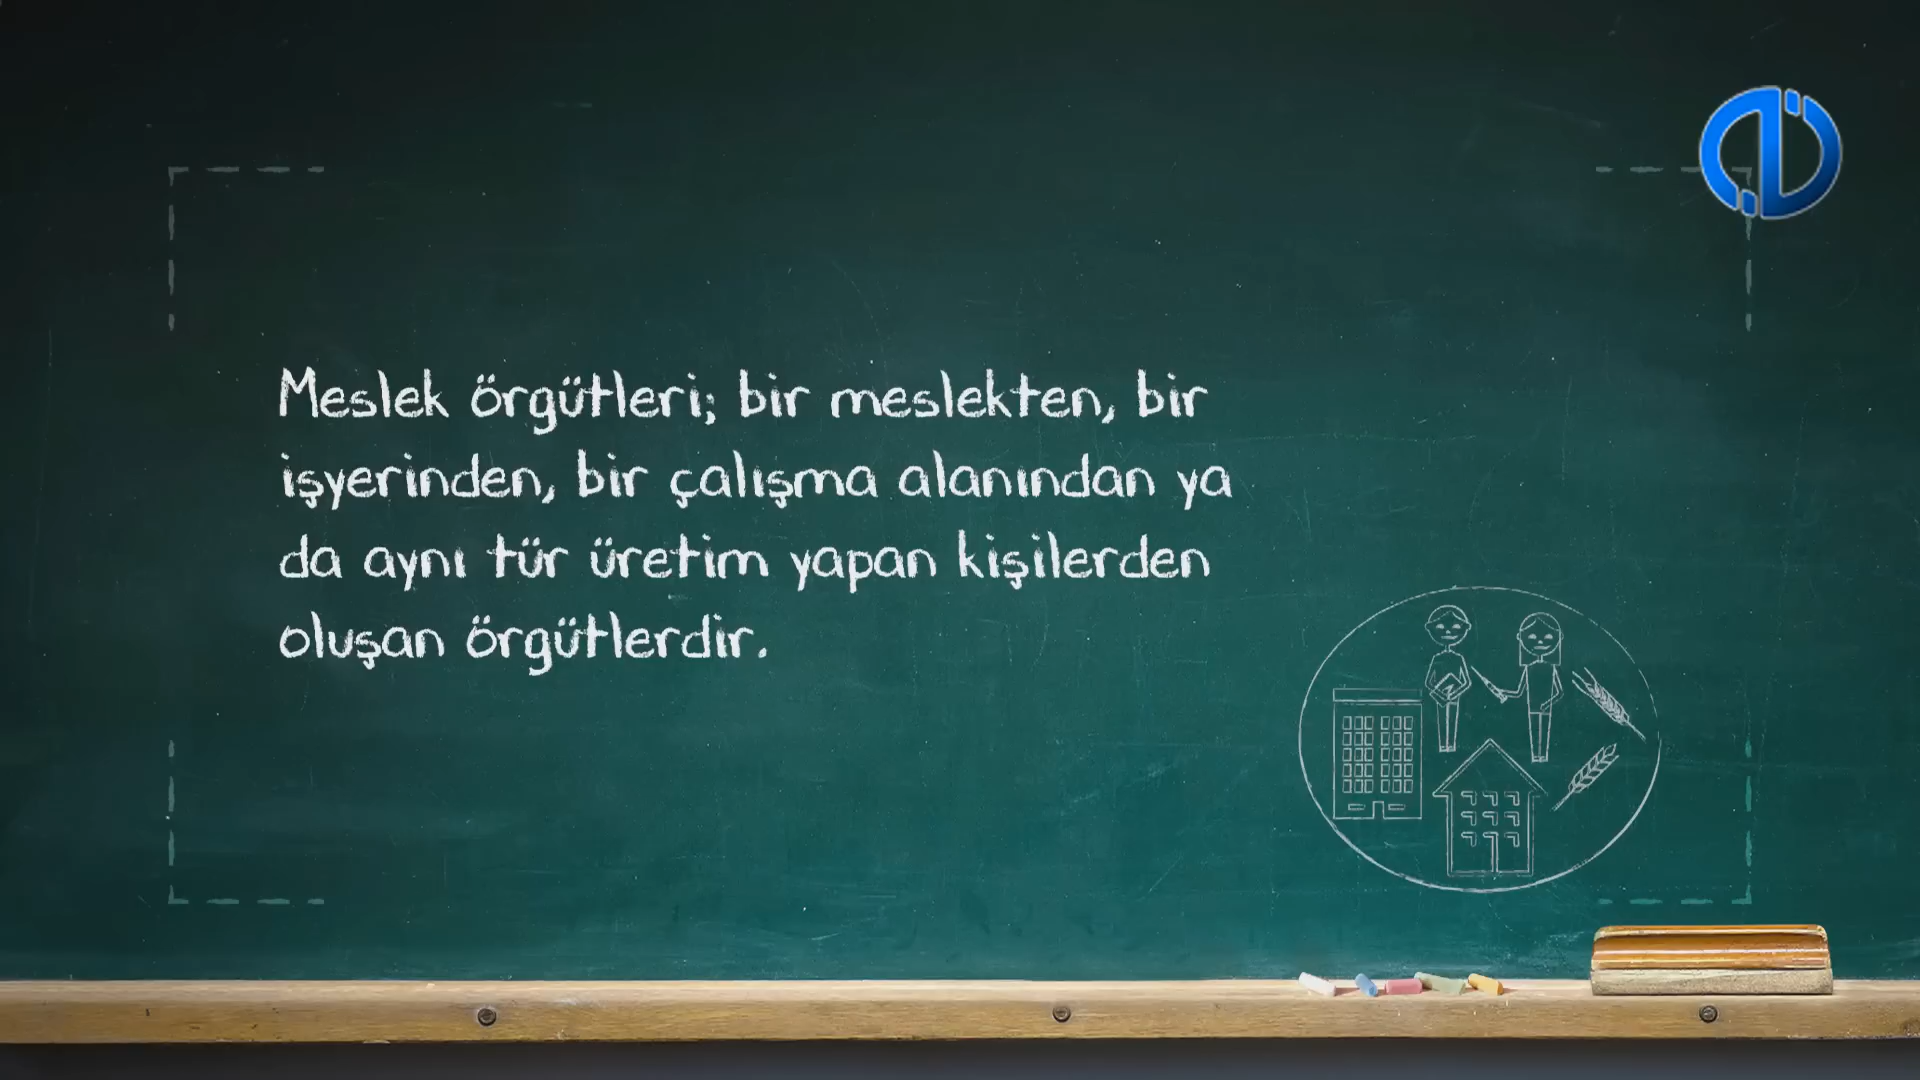 Meslek örgütleri; bir meslekten, bir
işyerinden, bir çalışma alanından ya
da aynı tür üretim yapan kişilerden
oluşan örgütlerdir.